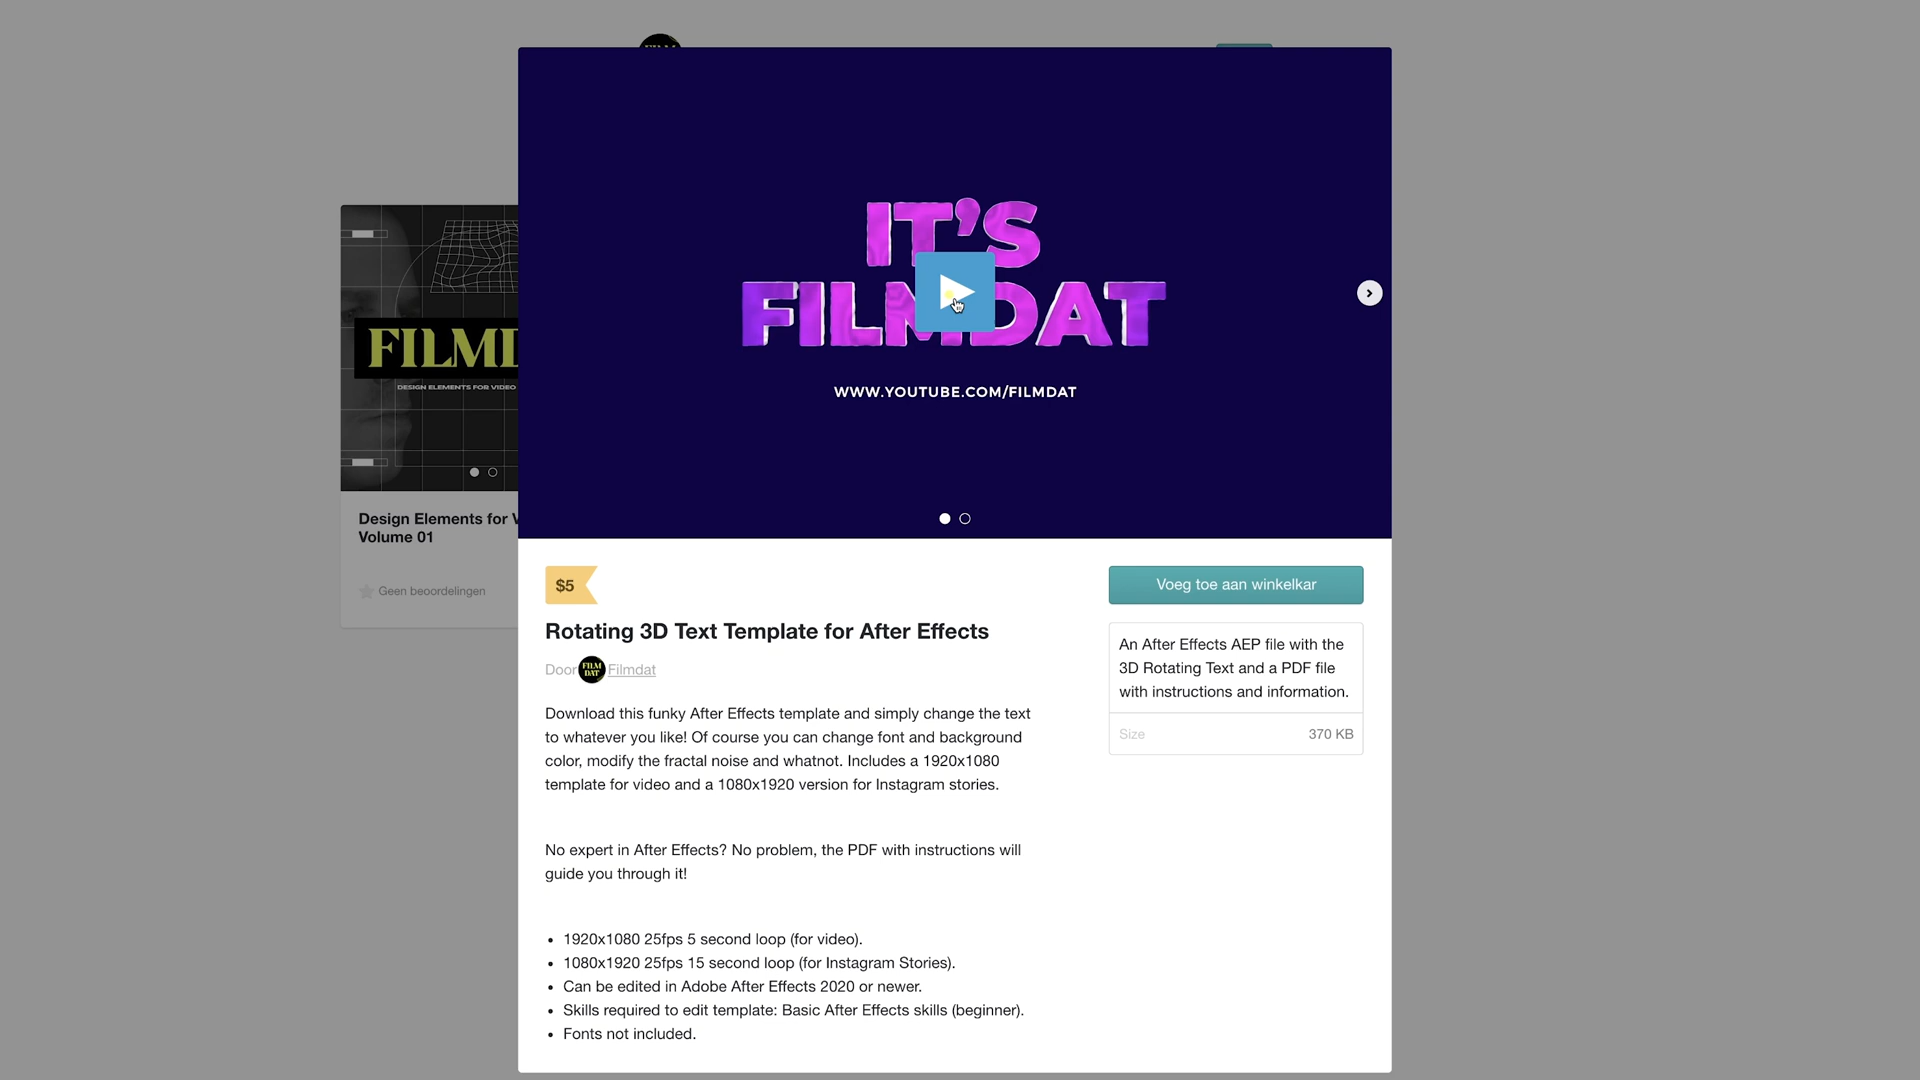 IT'S
FILMDAT
WWW.YOUTUBE.COM/FILMDAT
DESIGN ELEMENTS FOR VIDEO
Design Elements for
Volume 01
Geen beoordelingen
$5
Voeg toe aan winkelkar
Rotating 3D Text Template for After Effects
Door FILM DAT Filmdat
An After Effects AEP file with the
3D Rotating Text and a PDF file
with instructions and information.
Size 370 KB
Download this funky After Effects template and simply change the text
to whatever you like! Of course you can change font and background
color, modify the fractal noise and whatnot. Includes a 1920x1080
template for video and a 1080x1920 version for Instagram stories.
No expert in After Effects? No problem, the PDF with instructions will
guide you through it!
• 1920x1080 25fps 5 second loop (for video).
• 1080x1920 25fps 15 second loop (for Instagram Stories).
• Can be edited in Adobe After Effects 2020 or newer.
• Skills required to edit template: Basic After Effects skills (beginner).
• Fonts not included.